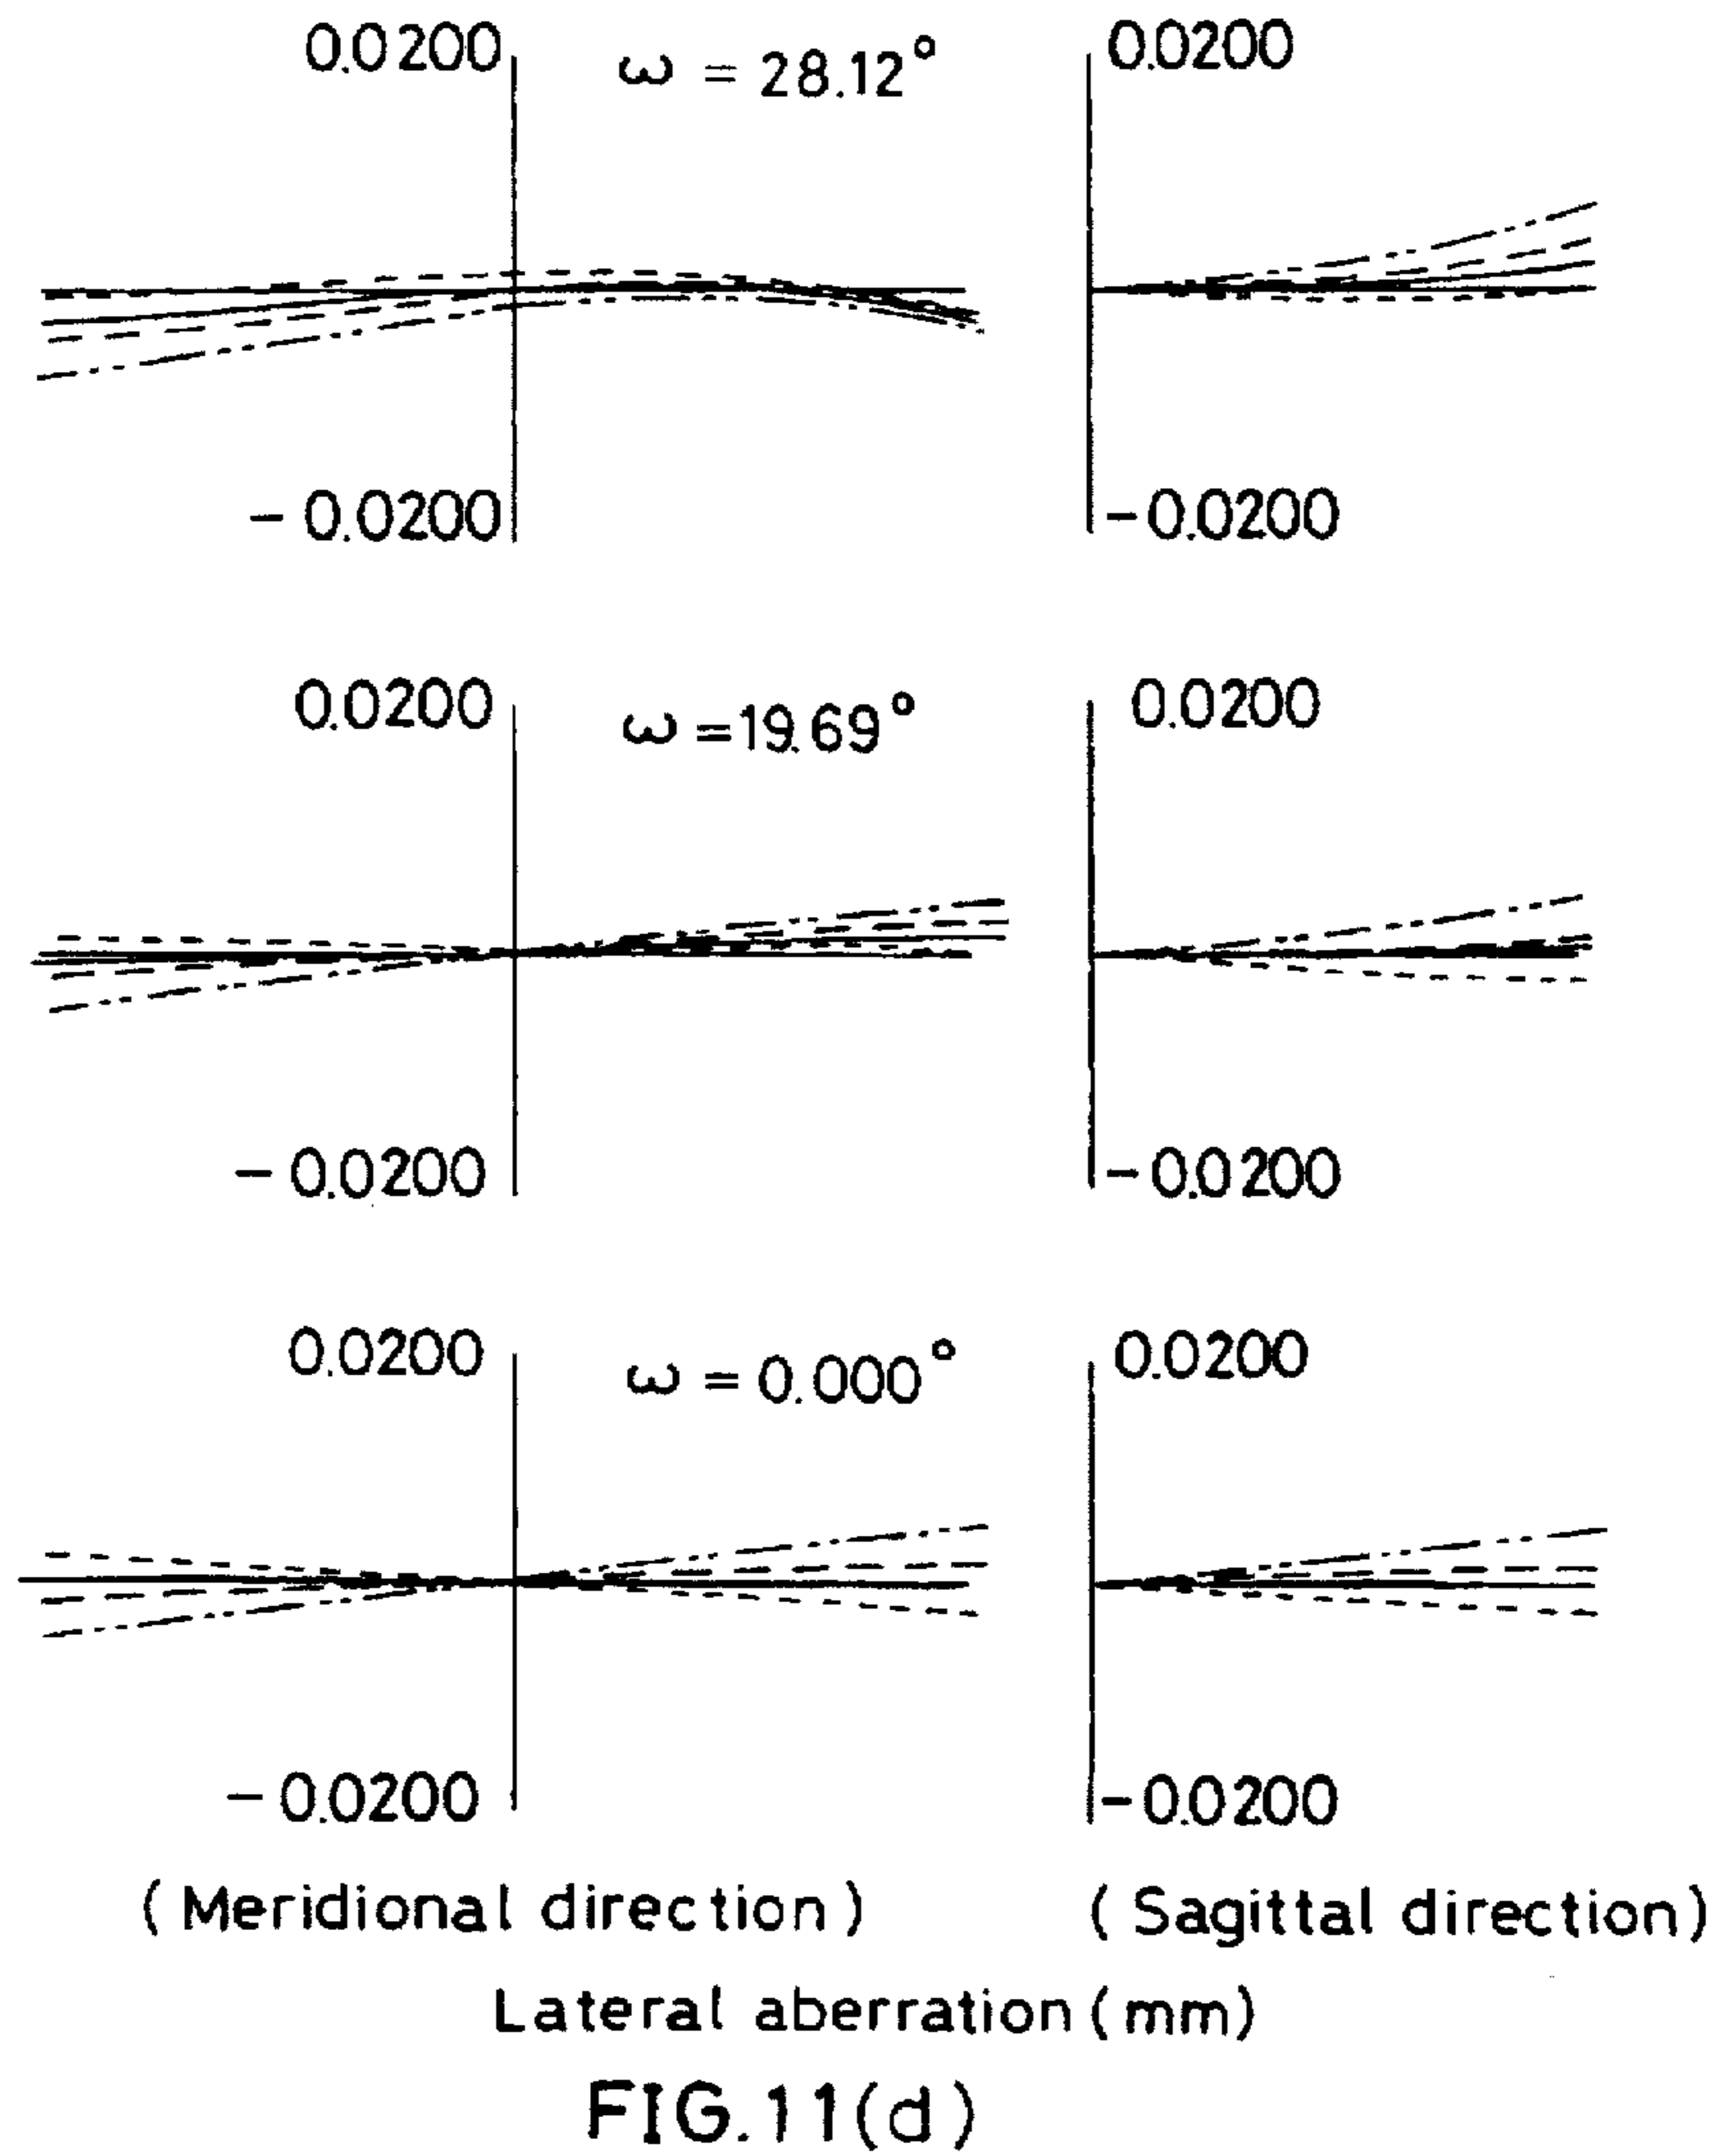 0.0200 ω = 28.12° 0.0200
-0.0200 -0.0200
0.0200 ω =19.69° 0.0200
-0.0200 -0.0200
0.0200 ω = 0.000° 0.0200
-0.0200 -0.0200
(Meridional direction) (Sagittal direction)
Lateral aberration (mm)
FIG.11(d)